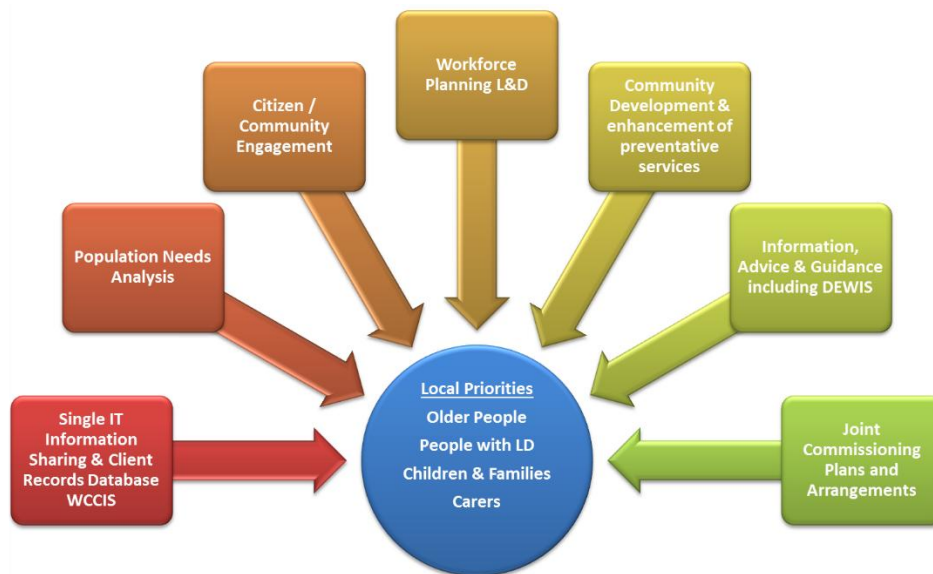 Workforce
Planning L&D
Citizen /
Community
Engagement
Community
Development &
enhancement of
preventative
services
Population Needs
Analysis
Information,
Advice & Guidance
including DEWIS
Single IT
Information
Sharing & Client
Records Database
WCCIS
Local Priorities
Older People
People with LD
Children & Families
Carers
Joint
Commissioning
Plans and
Arrangements